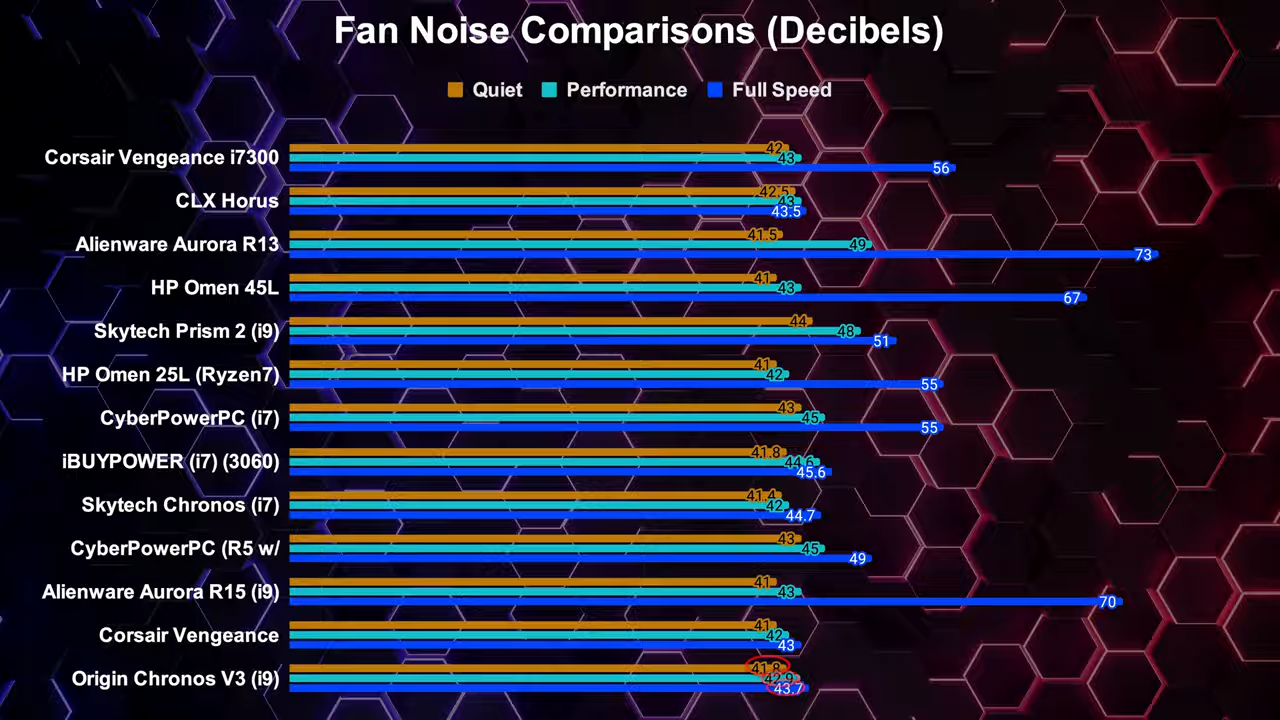 Fan Noise Comparisons (Decibels)
Quiet Performance Full Speed
Corsair Vengeance i7300
42
43
56
CLX Horus
42.5
43
43.5
Alienware Aurora R13
41.5
49
73
HP Omen 45L
41
43
67
Skytech Prism 2 (i9)
44
48
51
HP Omen 25L (Ryzen7)
41
42
55
CyberPowerPC (i7)
43
45
55
iBUYPOWER (i7) (3060)
41.8
44.6
45.6
Skytech Chronos (i7)
41.4
42
44.7
CyberPowerPC (R5 w/
43
45
49
Alienware Aurora R15 (i9)
41
43
70
Corsair Vengeance
41
42
43
Origin Chronos V3 (i9)
41.8
42.9
43.7